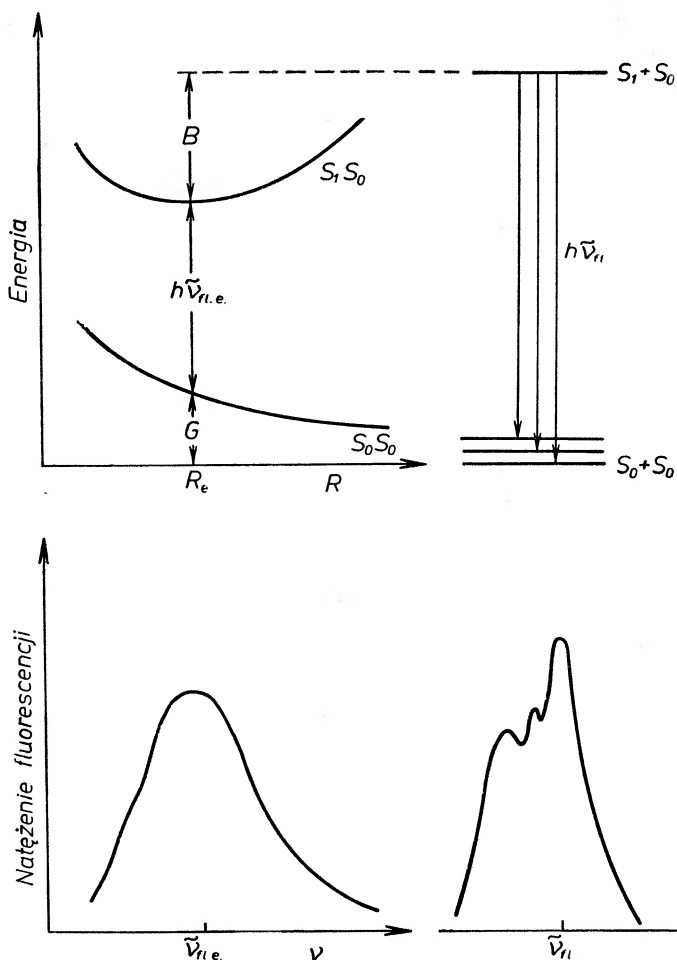 S₁+S₀
B
S₁S₀
Energia
hν̃fl
hν̃fl.e.
G
S₀S₀
S₀+S₀
Rₑ
R
Natężenie fluorescencji
ν̃fl.e.
ν
ν̃fl